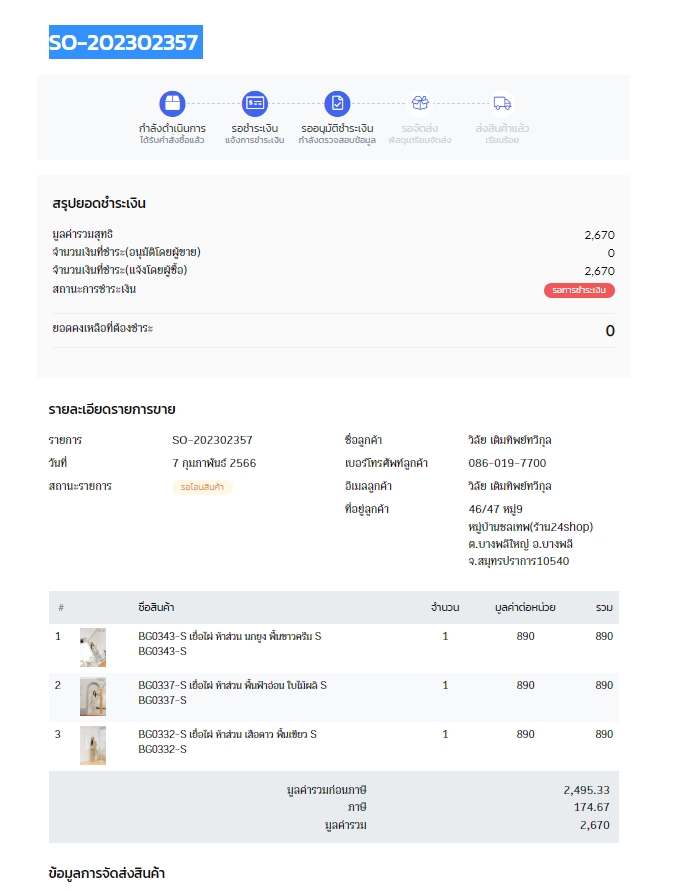 SO-202302357
กำลังดำเนินการ
ได้รับคำสั่งซื้อแล้ว
รอชำระเงิน
แจ้งการชำระเงิน
รออนุมัติชำระเงิน
กำลังตรวจสอบข้อมูล
รอจัดส่ง
พัสดุเตรียมจัดส่ง
ส่งสินค้าแล้ว
เรียบร้อย
สรุปยอดชำระเงิน
มูลค่ารวมสุทธิ 2,670
จำนวนเงินที่ชำระ(อนุมัติโดยผู้ขาย) 0
จำนวนเงินที่ชำระ(แจ้งโดยผู้ซื้อ) 2,670
สถานะการชำระเงิน รอการชำระเงิน
ยอดคงเหลือที่ต้องชำระ 0
รายละเอียดรายการขาย
รายการ SO-202302357
วันที่ 7 กุมภาพันธ์ 2566
สถานะรายการ รอโอนสินค้า
ชื่อลูกค้า วิลัย เติมทิพย์ทวีกุล
เบอร์โทรศัพท์ลูกค้า 086-019-7700
อีเมลลูกค้า วิลัย เติมทิพย์ทวีกุล
ที่อยู่ลูกค้า 46/47 หมู่9
หมู่บ้านชลเทพ(ร้าน24shop)
ต.บางพลีใหญ่ อ.บางพลี
จ.สมุทรปราการ10540
# ชื่อสินค้า จำนวน มูลค่าต่อหน่วย รวม
1 BG0343-S เยื่อไผ่ ห้าส่วน นกยูง พื้นขาวครีม S 1 890 890
BG0343-S
2 BG0337-S เยื่อไผ่ ห้าส่วน พื้นฟ้าอ่อน ใบไม้ผลิ S 1 890 890
BG0337-S
3 BG0332-S เยื่อไผ่ ห้าส่วน เสือดาว พื้นเขียว S 1 890 890
BG0332-S
มูลค่ารวมก่อนภาษี 2,495.33
ภาษี 174.67
มูลค่ารวม 2,670
ข้อมูลการจัดส่งสินค้า